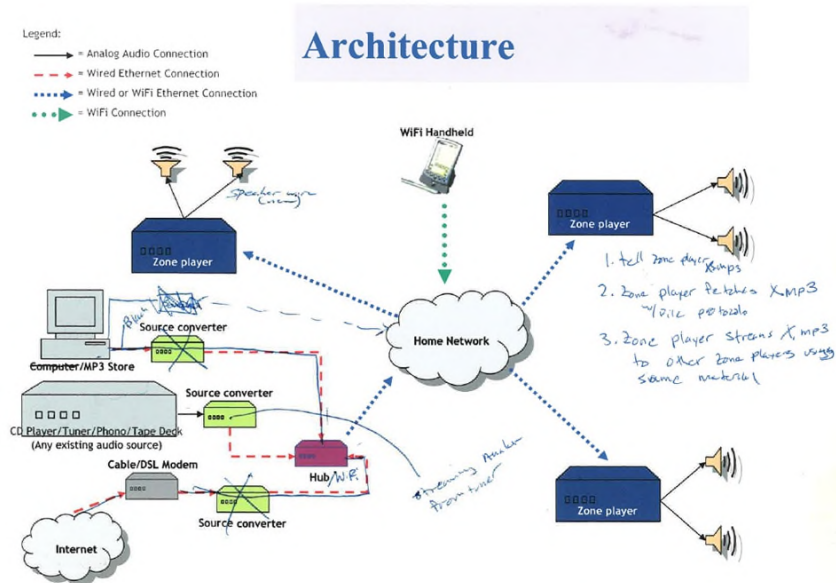 Architecture
Legend:
= Analog Audio Connection
= Wired Ethernet Connection
= Wired or WiFi Ethernet Connection
= WiFi Connection
WiFi Handheld
Speaker wire
Zone player
Zone player
1. tell zone player X.mp3
2. Zone player fetches X.mp3
w/ file protocols
3. Zone player streams X.mp3
to other zone players using
same material
Blue
Source converter
Computer/MP3 Store
Home Network
Source converter
CD Player/Tuner/Phono/Tape Deck
(Any existing audio source)
Hub/WiFi
Cable/DSL Modem
Streaming Audio
from tuner
Source converter
Internet
Zone player